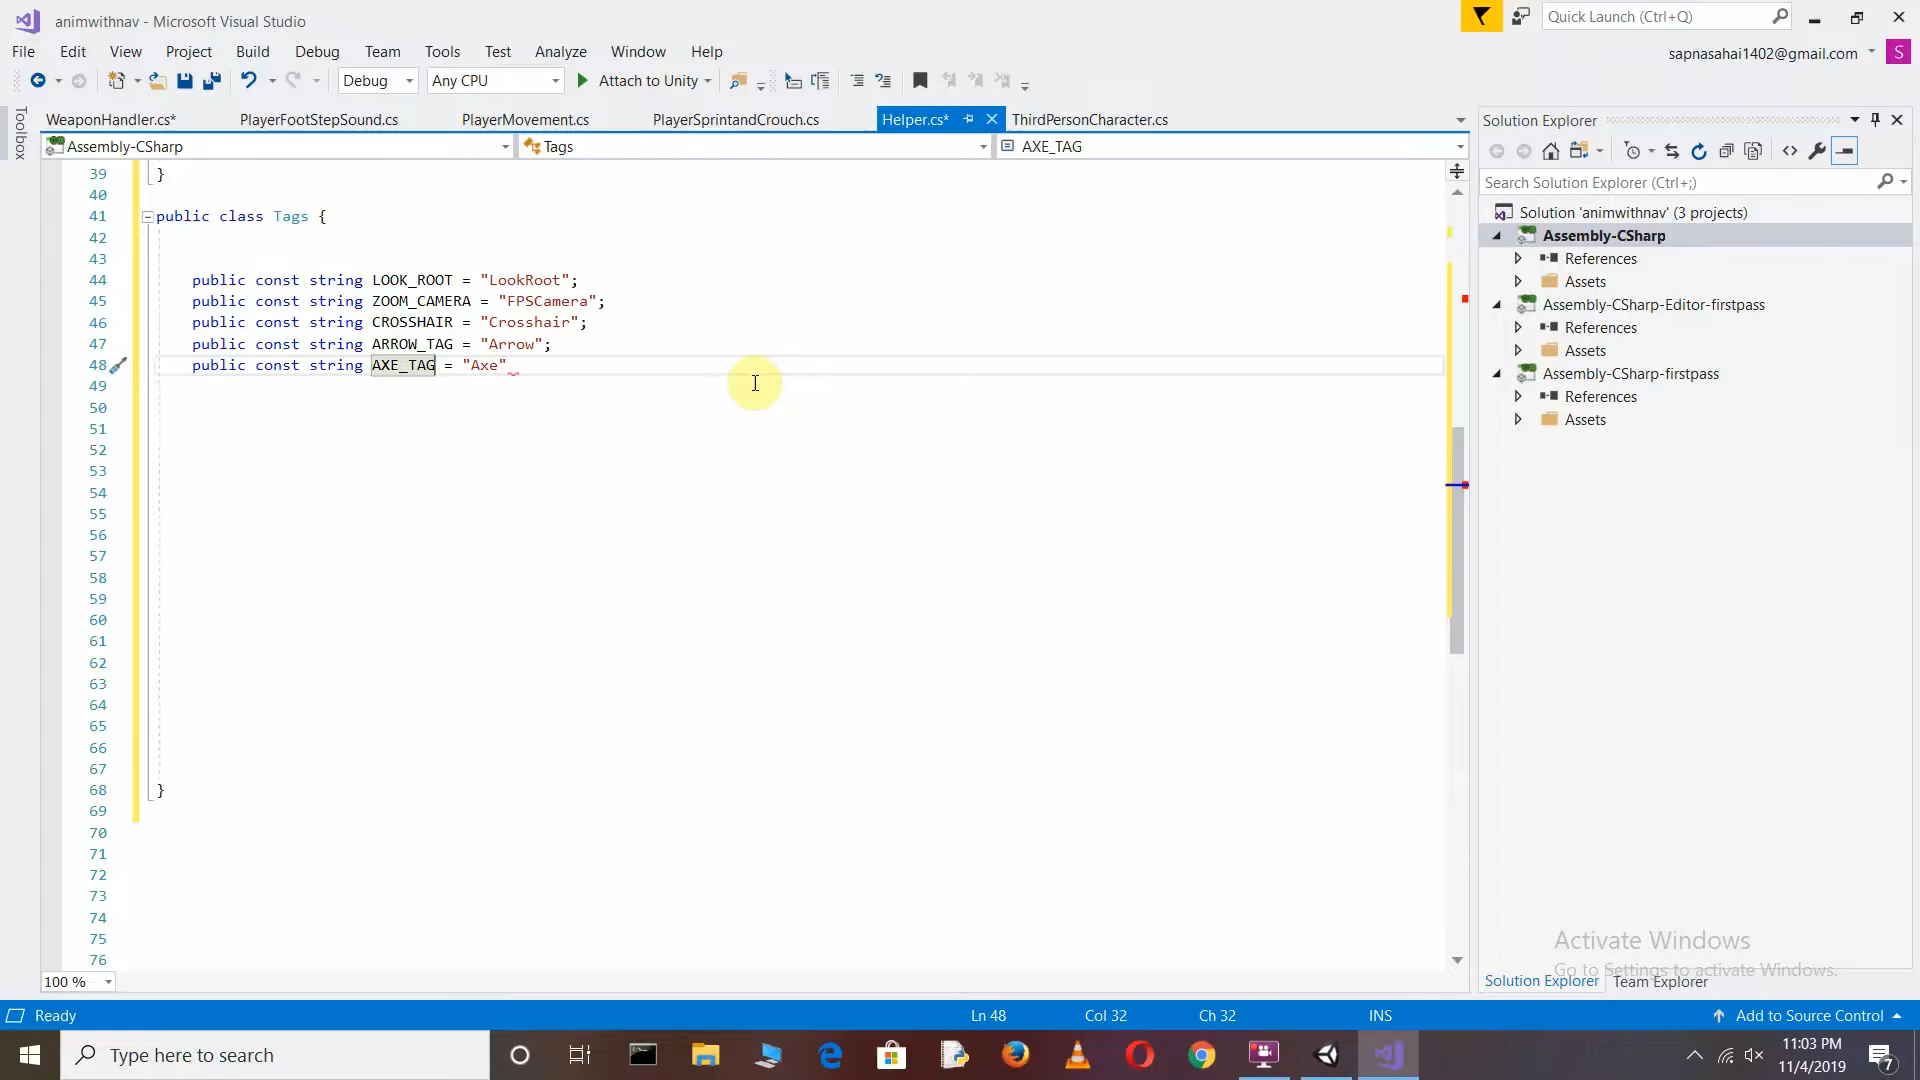 animwithnav - Microsoft Visual Studio
Quick Launch (Ctrl+Q)
File Edit View Project Build Debug Team Tools Test Analyze Window Help
sapnasahai1402@gmail.com S
Debug Any CPU Attach to Unity
Toolbox
WeaponHandler.cs* PlayerFootStepSound.cs PlayerMovement.cs PlayerSprintandCrouch.cs Helper.cs* ThirdPersonCharacter.cs
Assembly-CSharp Tags AXE_TAG
39 }
40
41 public class Tags {
42
43
44 public const string LOOK_ROOT = "LookRoot";
45 public const string ZOOM_CAMERA = "FPSCamera";
46 public const string CROSSHAIR = "Crosshair";
47 public const string ARROW_TAG = "Arrow";
48 public const string AXE_TAG = "Axe"
49
50
51
52
53
54
55
56
57
58
59
60
61
62
63
64
65
66
67
68 }
69
70
71
72
73
74
75
76
100 %
Solution Explorer
Search Solution Explorer (Ctrl+;)
Solution 'animwithnav' (3 projects)
Assembly-CSharp
References
Assets
Assembly-CSharp-Editor-firstpass
References
Assets
Assembly-CSharp-firstpass
References
Assets
Activate Windows
Go to Settings to activate Windows.
Solution Explorer Team Explorer
Ready Ln 48 Col 32 Ch 32 INS Add to Source Control
Type here to search
11:03 PM
11/4/2019
7